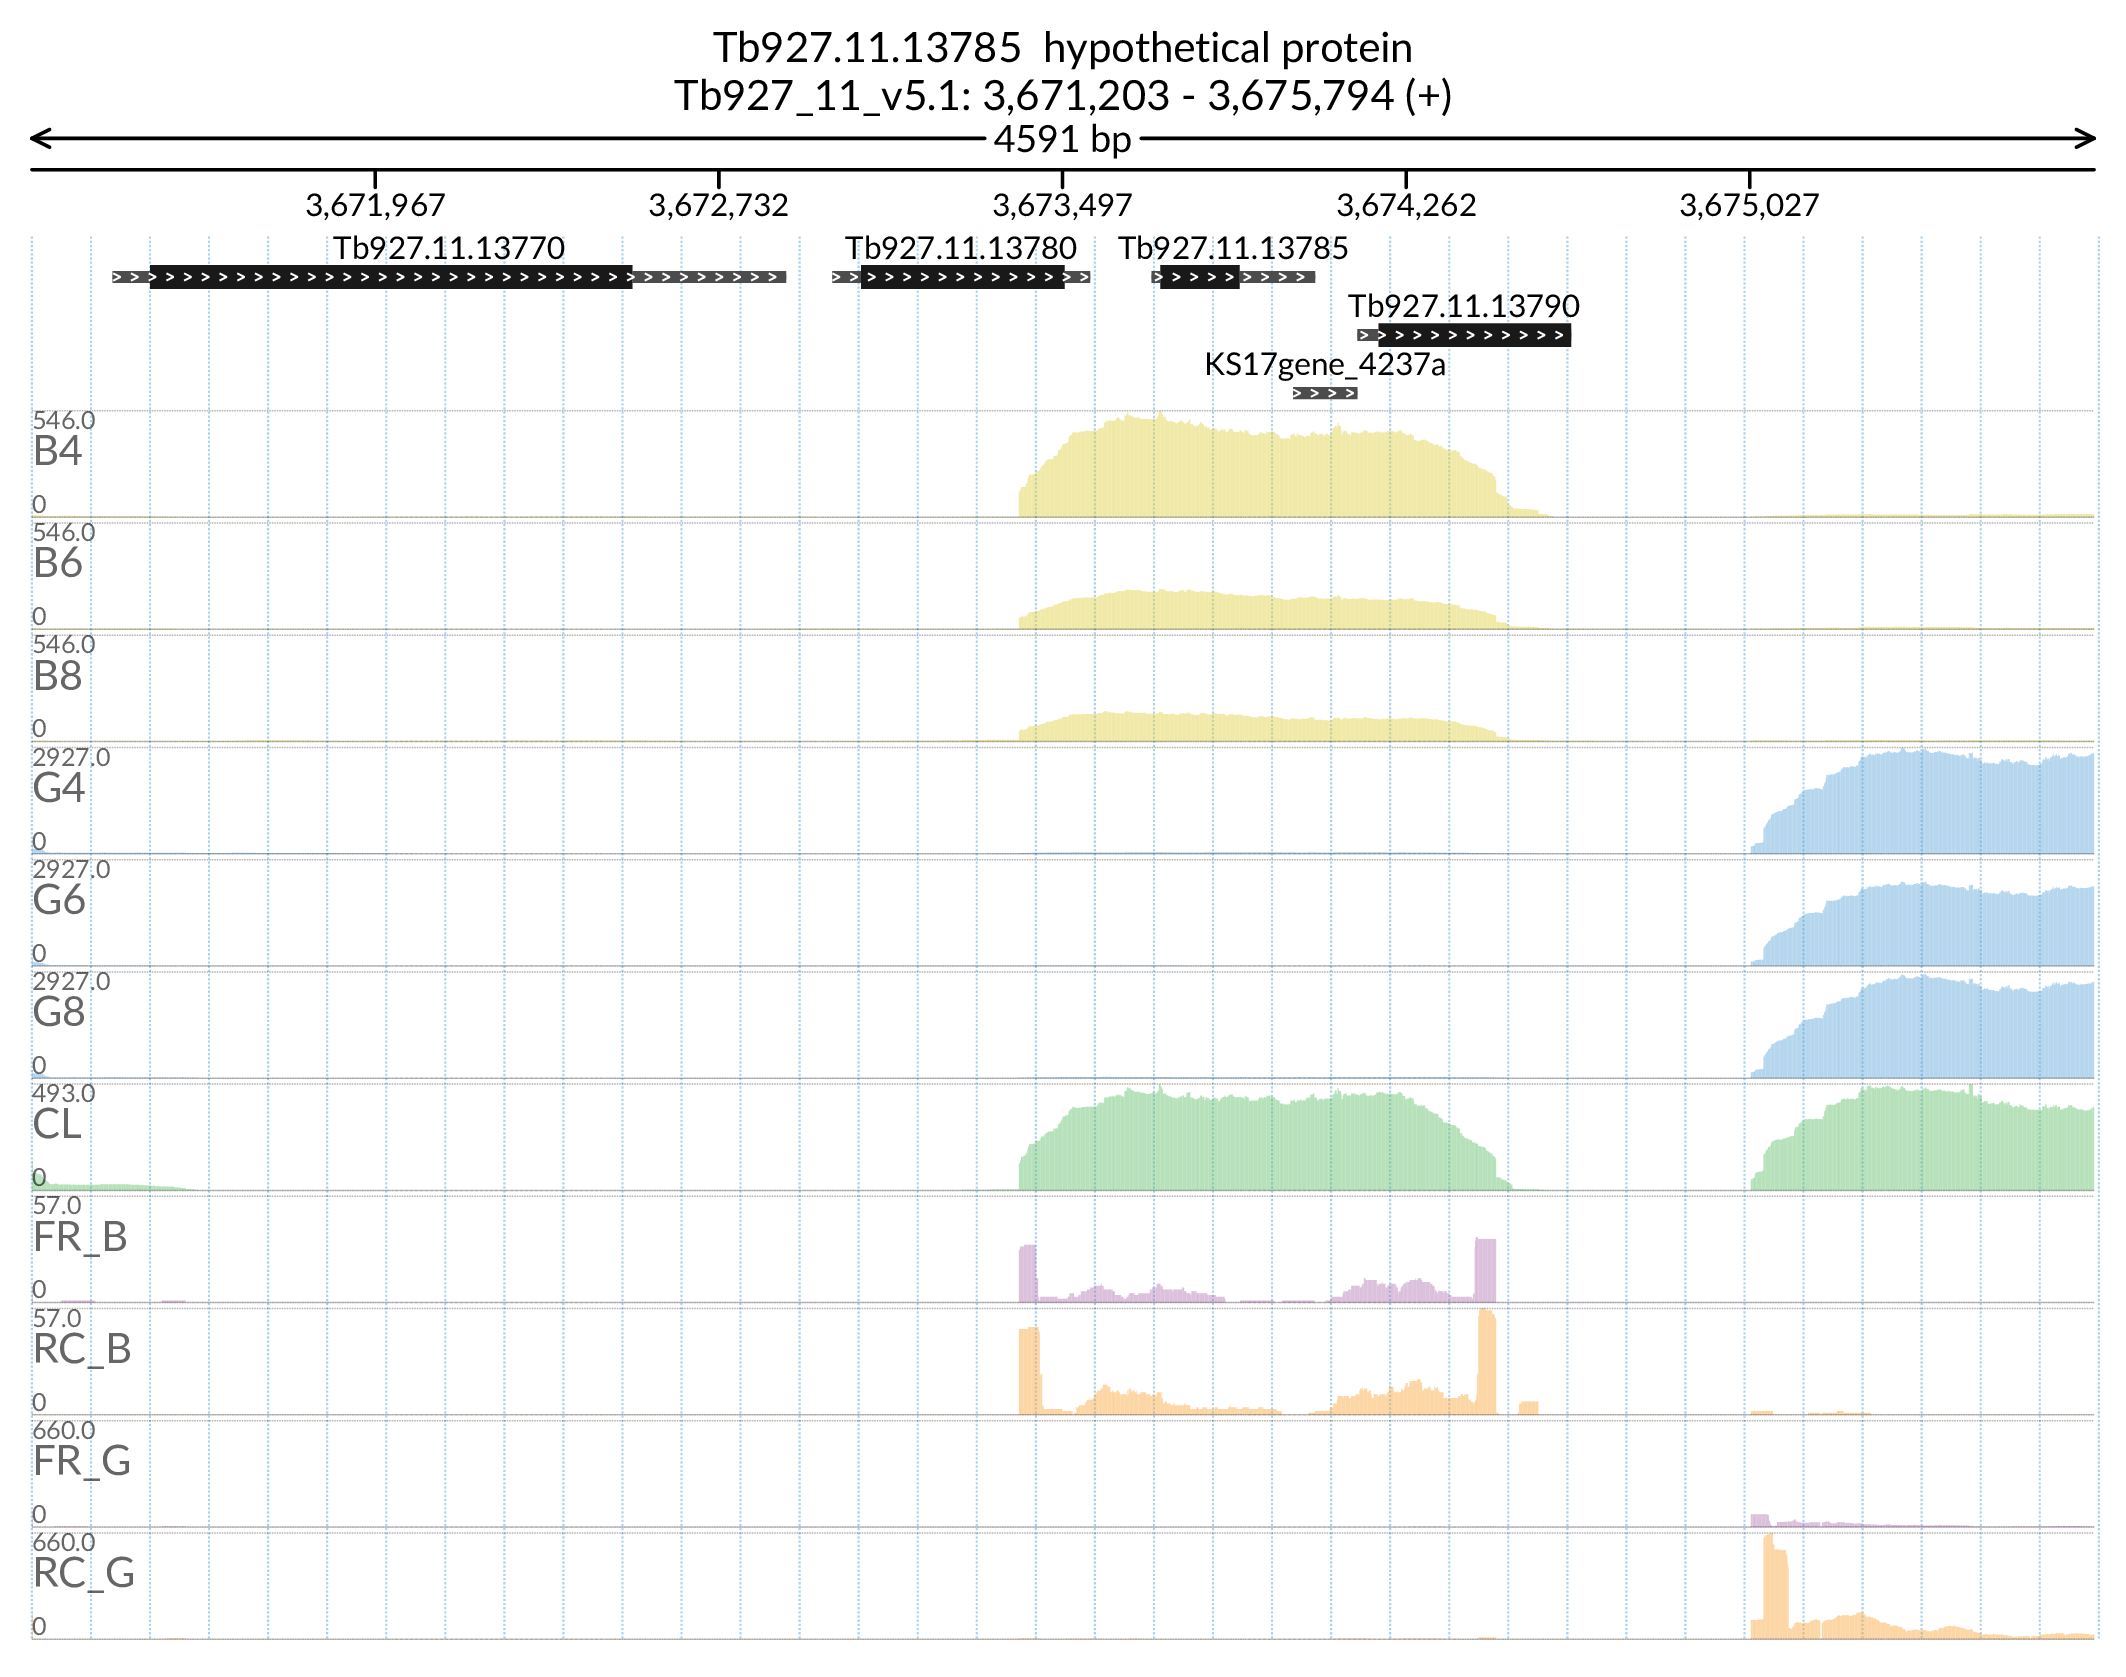 Tb927.11.13785  hypothetical protein
Tb927_11_v5.1: 3,671,203 - 3,675,794 (+)
4591 bp
3,671,967 3,672,732 3,673,497 3,674,262 3,675,027
Tb927.11.13770 Tb927.11.13780 Tb927.11.13785
Tb927.11.13790
KS17gene_4237a
546.0
B4
0
546.0
B6
0
546.0
B8
0
2927.0
G4
0
2927.0
G6
0
2927.0
G8
0
493.0
CL
0
57.0
FR_B
0
57.0
RC_B
0
660.0
FR_G
0
660.0
RC_G
0